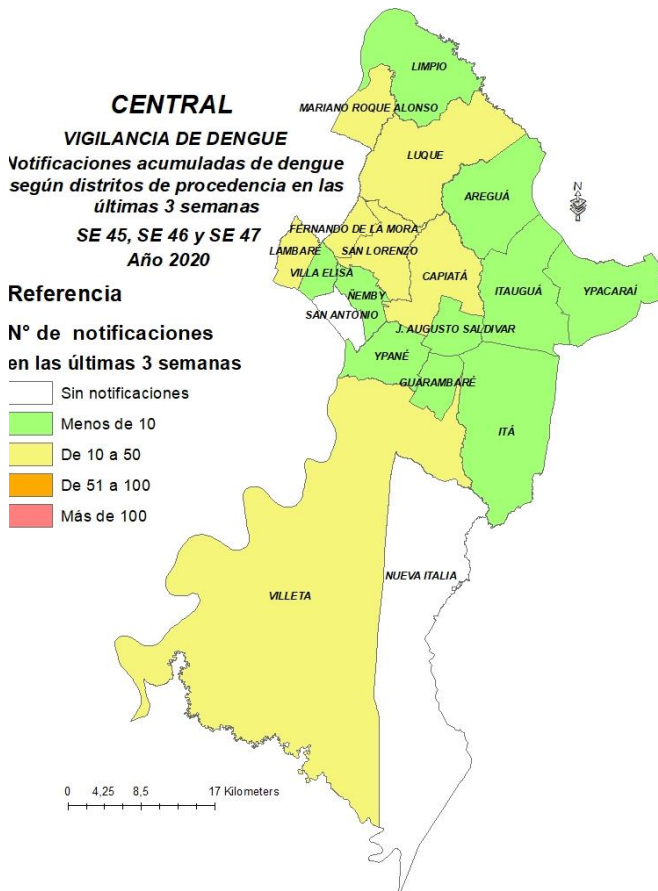 CENTRAL
VIGILANCIA DE DENGUE
Notificaciones acumuladas de dengue
según distritos de procedencia en las
últimas 3 semanas
SE 45, SE 46 y SE 47
Año 2020
Referencia
N° de notificaciones
en las últimas 3 semanas
Sin notificaciones
Menos de 10
De 10 a 50
De 51 a 100
Más de 100
LIMPIO
MARIANO ROQUE ALONSO
LUQUE
AREGUÁ
N
FERNANDO DE LA MORA
LAMBARÉ
SAN LORENZO
VILLA ELISA
CAPIATÁ
ITAUGUÁ
YPACARAÍ
ÑEMBY
SAN ANTONIO
J. AUGUSTO SALDIVAR
YPANÉ
GUARAMBARÉ
ITÁ
NUEVA ITALIA
VILLETA
0 4,25 8,5 17 Kilometers